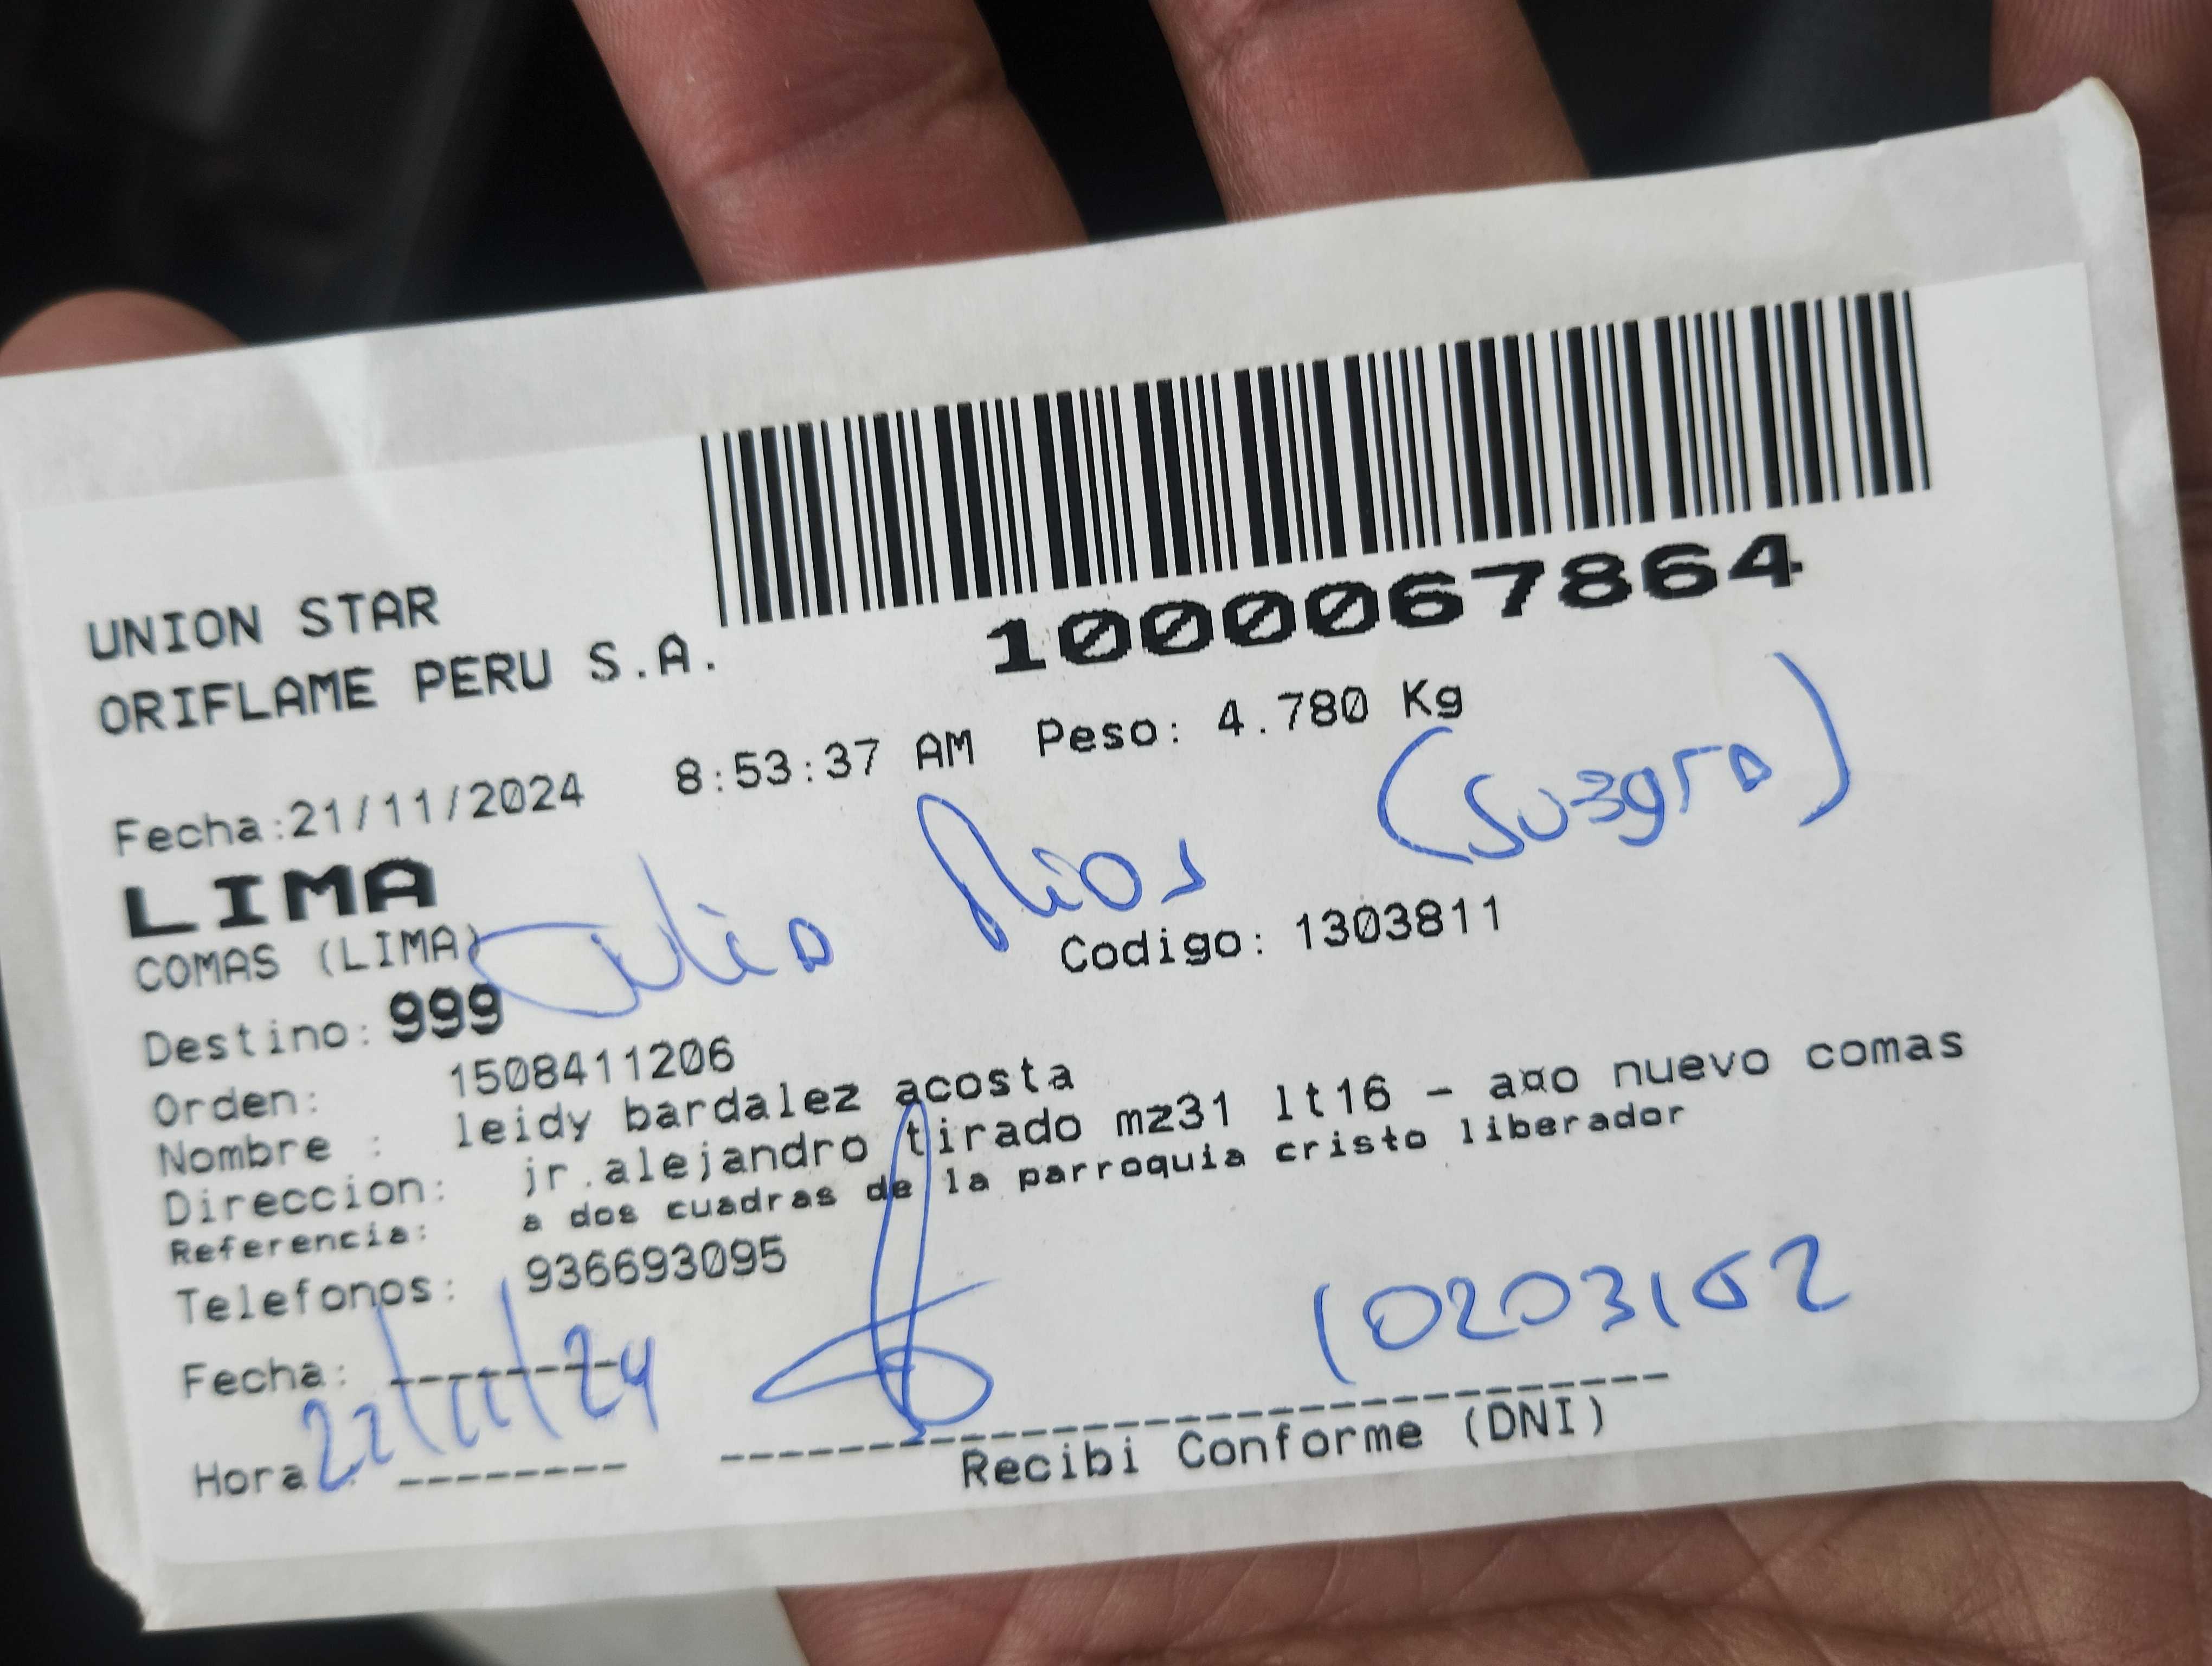 1000067864
UNION STAR
ORIFLAME PERU S.A.
Fecha:21/11/2024 8:53:37 AM Peso: 4.780 Kg
LIMA
Julia Rios (Suegra)
COMAS (LIMA)
Codigo: 1303811
Destino: 999
Orden: 1508411206
Nombre : leidy bardalez acosta
Direccion: jr.alejandro tirado mz31 lt16 - a¤o nuevo comas
Referencia: a dos cuadras de la parroquia cristo liberador
Telefonos: 936693095
Fecha: 22/11/24
10203162
Hora:
Recibi Conforme (DNI)